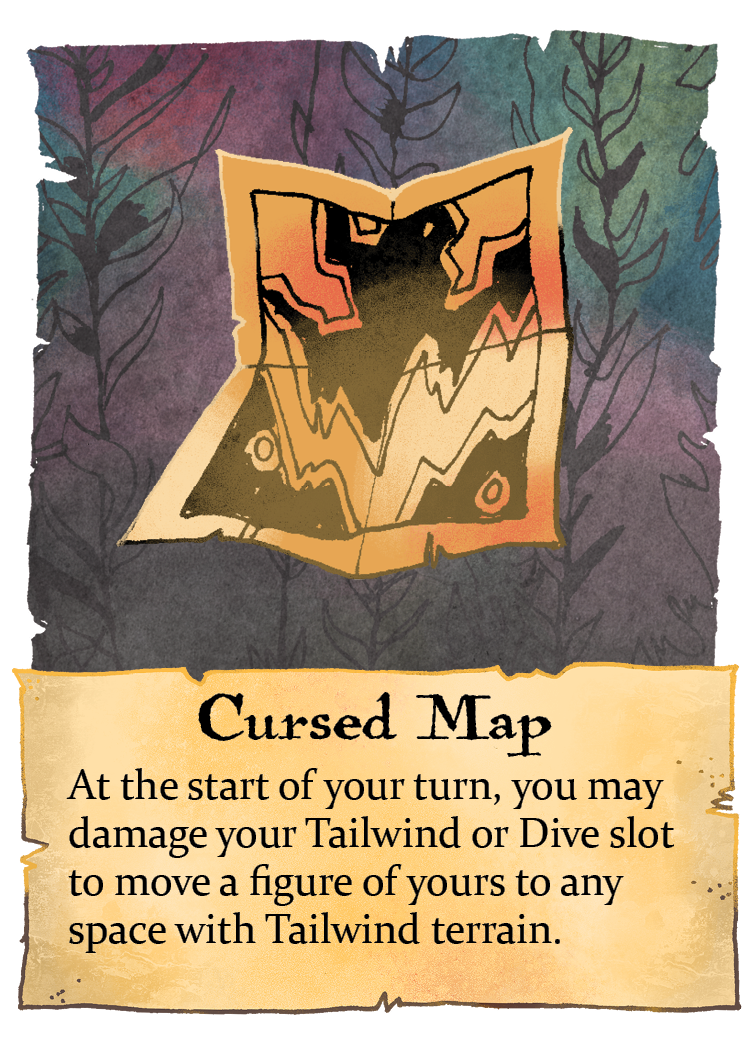 Cursed Map
At the start of your turn, you may
damage your Tailwind or Dive slot
to move a figure of yours to any
space with Tailwind terrain.